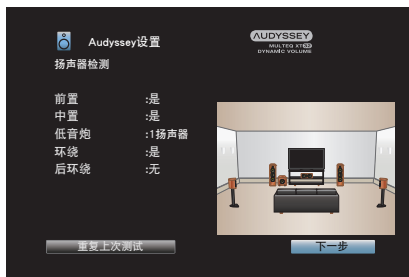 Audyssey设置
AUDYSSEY
MULTEQ XT32
DYNAMIC VOLUME
扬声器检测
前置 :是
中置 :是
低音炮 :1扬声器
环绕 :是
后环绕 :无
重复上次测试
下一步